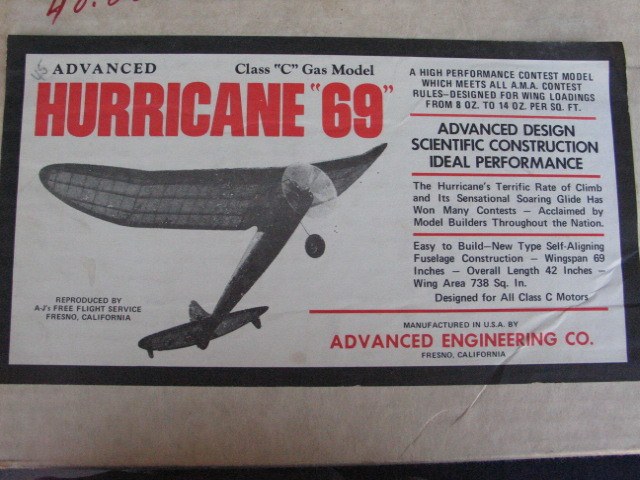 40.00
ADVANCED Class "C" Gas Model
HURRICANE "69"
REPRODUCED BY
A-J's FREE FLIGHT SERVICE
FRESNO, CALIFORNIA
A HIGH PERFORMANCE CONTEST MODEL
WHICH MEETS ALL A.M.A. CONTEST
RULES—DESIGNED FOR WING LOADINGS
FROM 8 OZ. TO 14 OZ. PER SQ. FT.
ADVANCED DESIGN
SCIENTIFIC CONSTRUCTION
IDEAL PERFORMANCE
The Hurricane's Terrific Rate of Climb
and Its Sensational Soaring Glide Has
Won Many Contests — Acclaimed by
Model Builders Throughout the Nation.
Easy to Build—New Type Self-Aligning
Fuselage Construction — Wingspan 69
Inches — Overall Length 42 Inches —
Wing Area 738 Sq. In.
Designed for All Class C Motors
MANUFACTURED IN U.S.A. BY
ADVANCED ENGINEERING CO.
FRESNO, CALIFORNIA